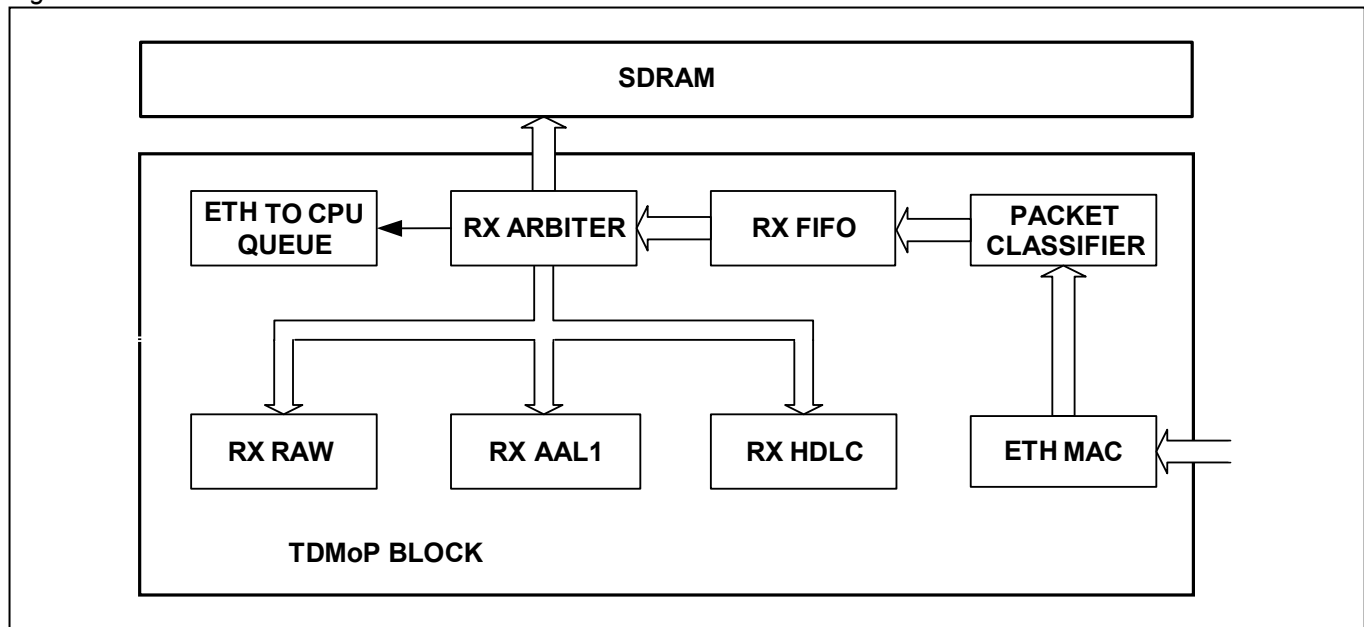 SDRAM
ETH TO CPU
QUEUE
RX ARBITER
RX FIFO
PACKET
CLASSIFIER
RX RAW
RX AAL1
RX HDLC
ETH MAC
TDMoP BLOCK